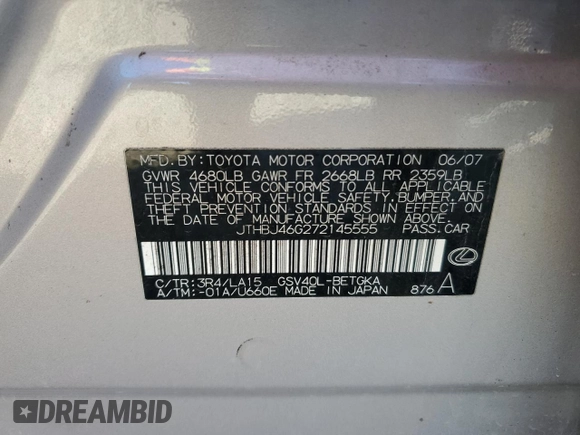 MFD.BY:TOYOTA MOTOR CORPORATION 06/07
GVWR 4680LB GAWR FR 2668LB RR 2359LB
THIS VEHICLE CONFORMS TO ALL APPLICABLE
FEDERAL MOTOR VEHICLE SAFETY,BUMPER,AND
THEFT PREVENTION STANDARDS IN EFFECT ON
THE DATE OF MANUFACTURE SHOWN ABOVE.
JTHBJ46G272145555 PASS.CAR
C/TR:3R4/LA15 GSV40L-BETGKA
A/TM:-01A/U660E MADE IN JAPAN 876 A
DREAMBID